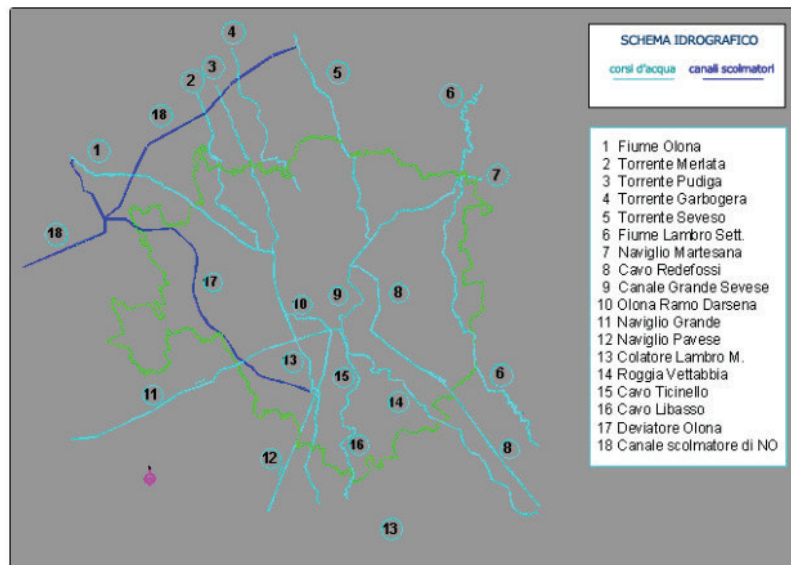 SCHEMA IDROGRAFICO
corsi d'acqua canali scolmatori
1 Fiume Olona
2 Torrente Merlata
3 Torrente Pudiga
4 Torrente Garbogera
5 Torrente Seveso
6 Fiume Lambro Sett.
7 Naviglio Martesana
8 Cavo Redefossi
9 Canale Grande Sevese
10 Olona Ramo Darsena
11 Naviglio Grande
12 Naviglio Pavese
13 Colatore Lambro M.
14 Roggia Vettabbia
15 Cavo Ticinello
16 Cavo Libasso
17 Deviatore Olona
18 Canale scolmatore di NO
4
3
2
5
6
18
1
7
18
17
9
8
10
13
15
6
11
14
16
12
8
13